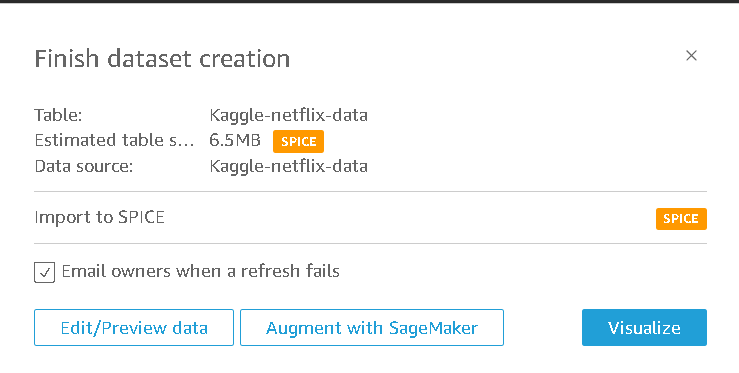 Finish dataset creation
Table: Kaggle-netflix-data
Estimated table s... 6.5MB SPICE
Data source: Kaggle-netflix-data
Import to SPICE SPICE
Email owners when a refresh fails
Edit/Preview data Augment with SageMaker Visualize